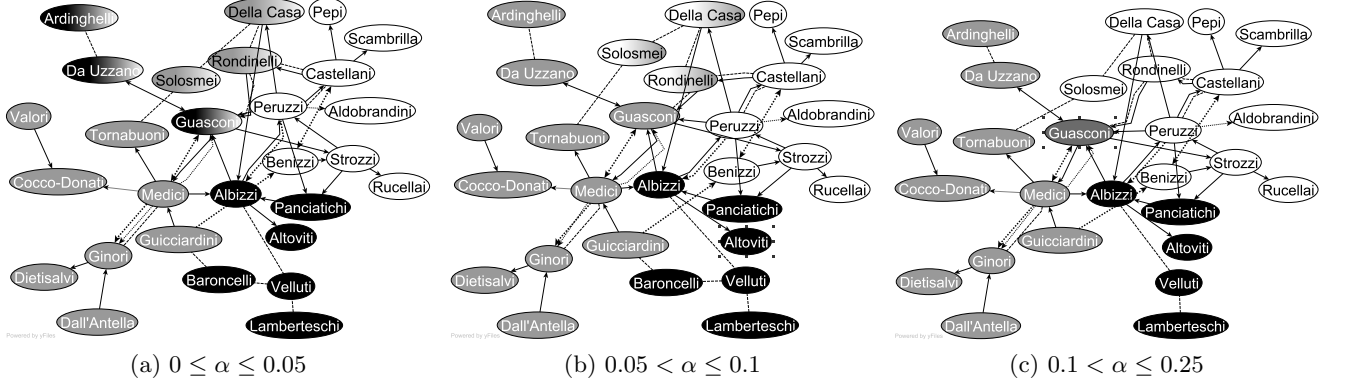 Ardinghelli
Della Casa
Pepi
Scambrilla
Da Uzzano
Solosmei
Rondinelli
Castellani
Valori
Tornabuoni
Guasconi
Peruzzi
Aldobrandini
Cocco-Donati
Medici
Albizzi
Benizzi
Strozzi
Rucellai
Panciatichi
Guicciardini
Altoviti
Ginori
Dietisalvi
Baroncelli
Velluti
Dall'Antella
Lamberteschi
Powered by yFiles
(a) 0 ≤ α ≤ 0.05
Ardinghelli
Della Casa
Pepi
Scambrilla
Solosmei
Da Uzzano
Rondinelli
Castellani
Valori
Tornabuoni
Guasconi
Peruzzi
Aldobrandini
Cocco-Donati
Medici
Albizzi
Benizzi
Strozzi
Rucellai
Panciatichi
Guicciardini
Altoviti
Ginori
Dietisalvi
Baroncelli
Velluti
Dall'Antella
Lamberteschi
Powered by yFiles
(b) 0.05 < α ≤ 0.1
Ardinghelli
Della Casa
Pepi
Scambrilla
Da Uzzano
Solosmei
Rondinelli
Castellani
Valori
Tornabuoni
Guasconi
Peruzzi
Aldobrandini
Cocco-Donati
Medici
Albizzi
Benizzi
Strozzi
Rucellai
Panciatichi
Guicciardini
Altoviti
Ginori
Dietisalvi
Velluti
Dall'Antella
Lamberteschi
Powered by yFiles
(c) 0.1 < α ≤ 0.25